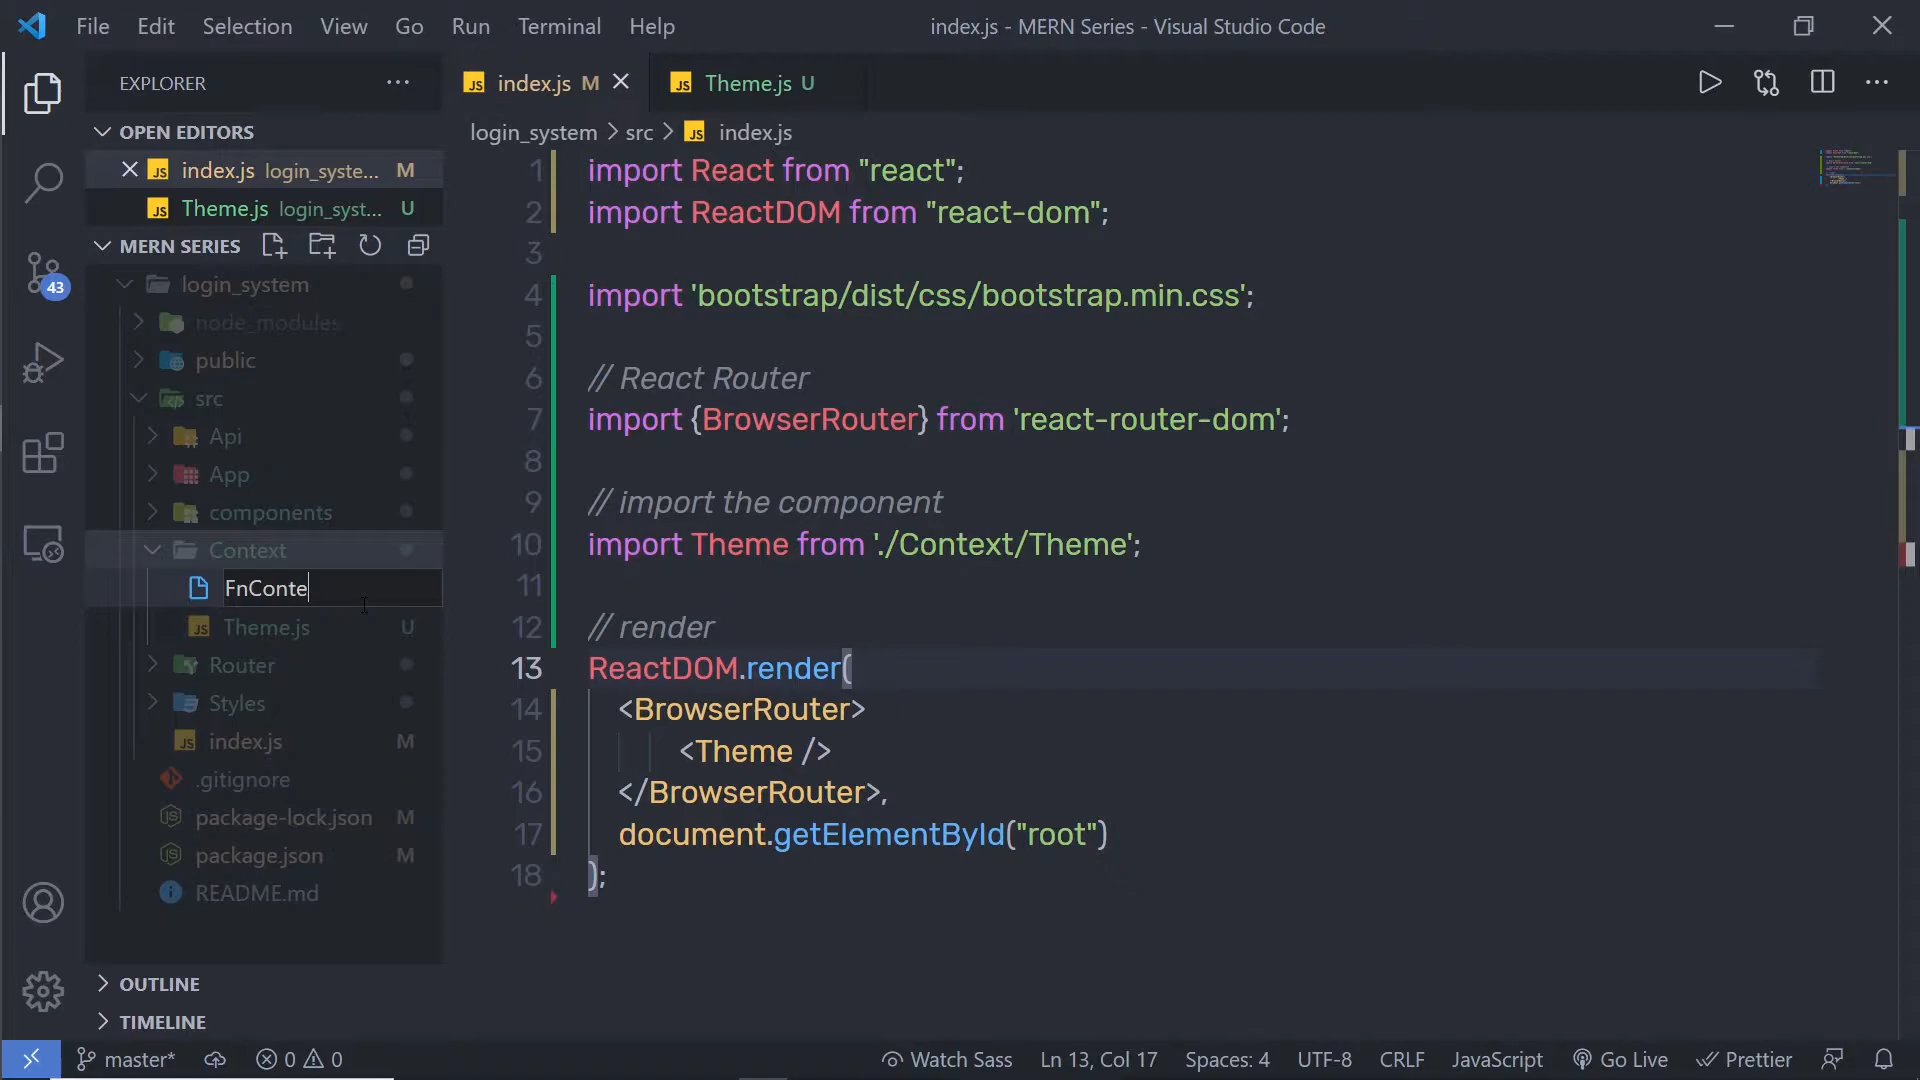 File Edit Selection View Go Run Terminal Help
index.js - MERN Series - Visual Studio Code
EXPLORER
index.js M
Theme.js U
OPEN EDITORS
index.js login_syste... M
Theme.js login_syst... U
MERN SERIES
login_system
node_modules
public
src
Api
App
components
Context
FnConte
Theme.js U
Router
Styles
index.js M
.gitignore
package-lock.json M
package.json M
README.md
OUTLINE
TIMELINE
43
login_system > src > JS index.js
1 import React from "react";
2 import ReactDOM from "react-dom";
3
4 import 'bootstrap/dist/css/bootstrap.min.css';
5
6 // React Router
7 import {BrowserRouter} from 'react-router-dom';
8
9 // import the component
10 import Theme from './Context/Theme';
11
12 // render
13 ReactDOM.render(
14 <BrowserRouter>
15 <Theme />
16 </BrowserRouter>,
17 document.getElementById("root")
18 );
master* 0 0 Watch Sass Ln 13, Col 17 Spaces: 4 UTF-8 CRLF JavaScript Go Live Prettier